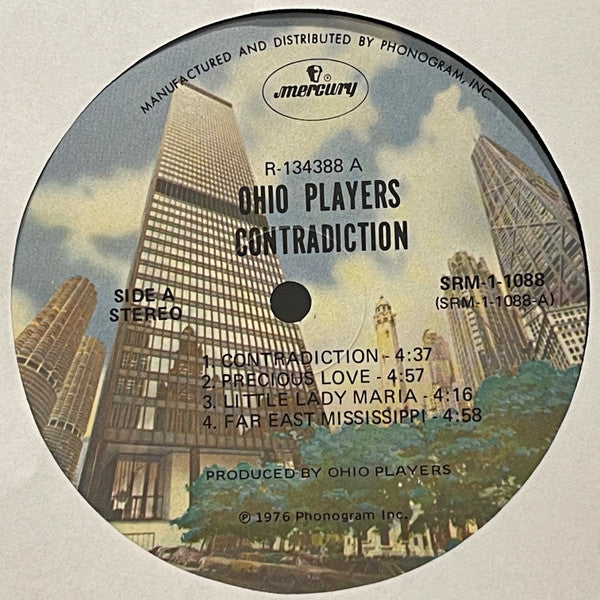 MANUFACTURED AND DISTRIBUTED BY PHONOGRAM, INC.
mercury
R-134388 A
OHIO PLAYERS
CONTRADICTION
SIDE A
STEREO
SRM-1-1088
(SRM-1-1088-A)
1. CONTRADICTION - 4:37
2. PRECIOUS LOVE - 4:57
3. LITTLE LADY MARIA - 4:16
4. FAR EAST MISSISSIPPI - 4:58
PRODUCED BY OHIO PLAYERS
℗ 1976 Phonogram Inc.